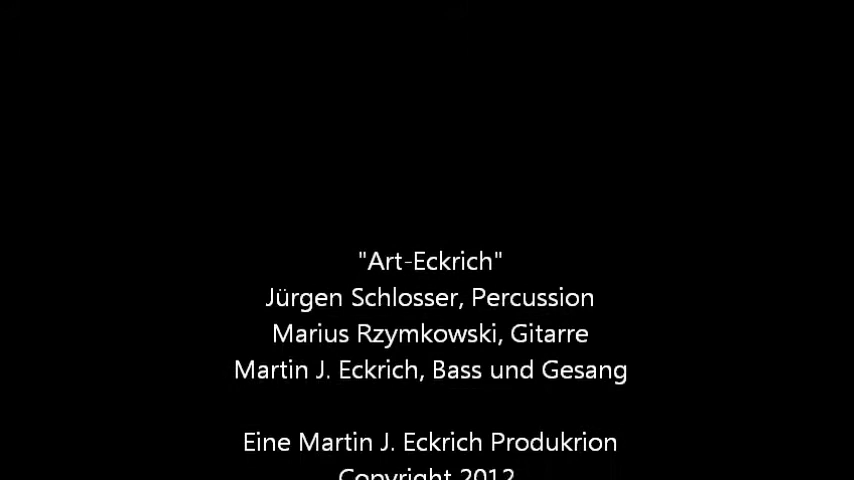 "Art-Eckrich"
Jürgen Schlosser, Percussion
Marius Rzymkowski, Gitarre
Martin J. Eckrich, Bass und Gesang
Eine Martin J. Eckrich Produkrion
Copyright 2012